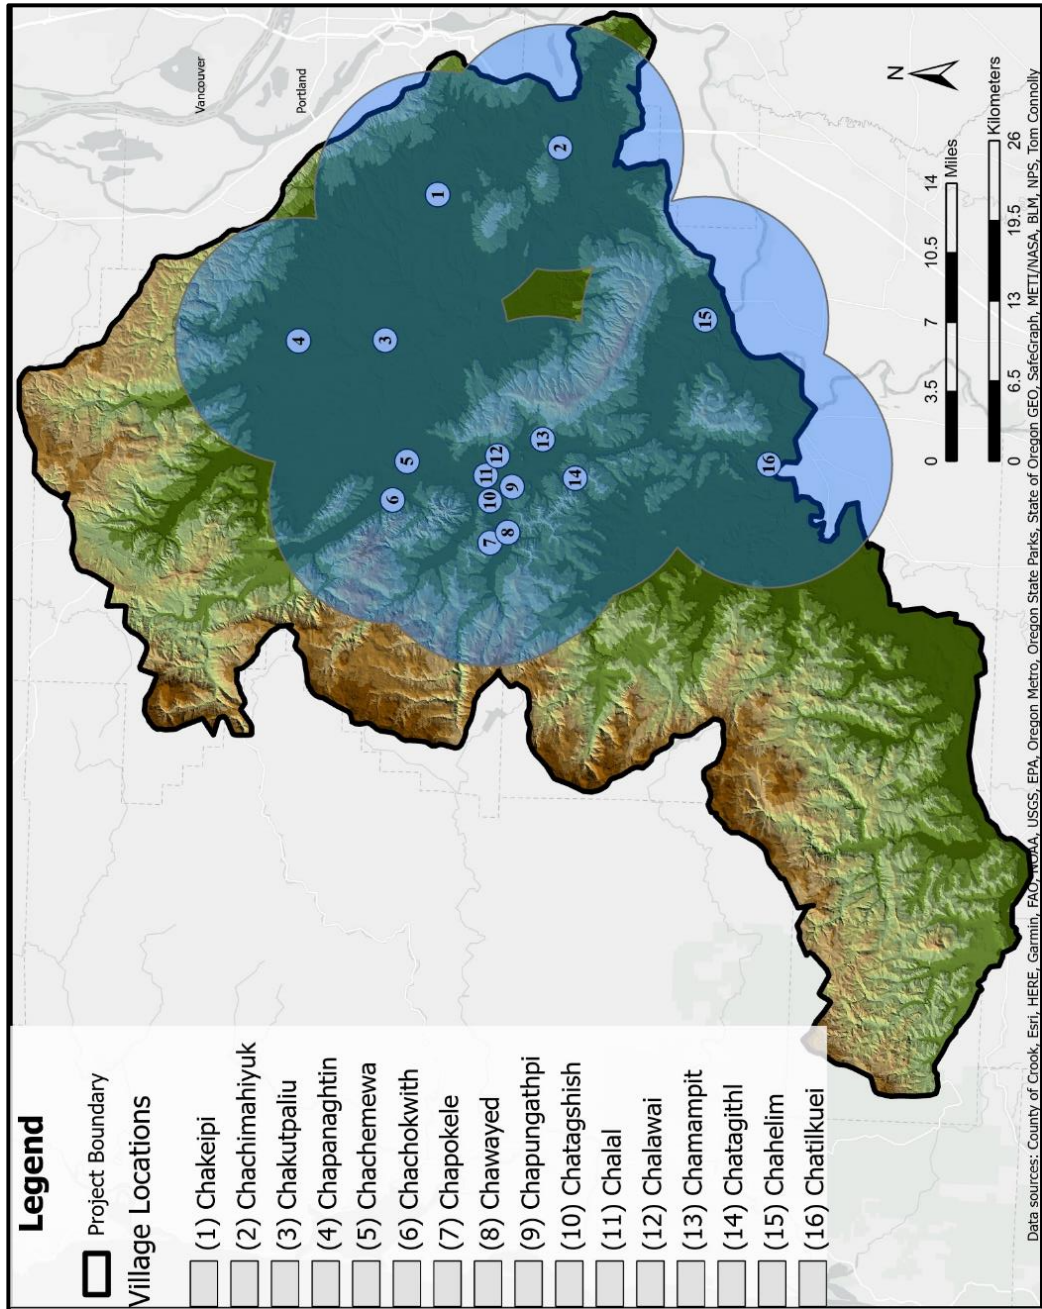 Legend
Project Boundary
Village Locations
(1) Chakeipi
(2) Chachimahiyuk
(3) Chakutpaliu
(4) Chapanaghtin
(5) Chachemewa
(6) Chachokwith
(7) Chapokele
(8) Chawayed
(9) Chapungathpi
(10) Chatagshish
(11) Chalal
(12) Chalawai
(13) Chamampit
(14) Chatagithl
(15) Chahelim
(16) Chatilkuei
Vancouver
Portland
1
2
3
4
5
6
7
8
9
10
11
12
13
14
15
16
N
0 3.5 7 10.5 14
Miles
Kilometers
0 6.5 13 19.5 26
Data sources: County of Crook, Esri, HERE, Garmin, FAO, NOAA, USGS, EPA, Oregon Metro, Oregon State Parks, State of Oregon GEO, SafeGraph, METI/NASA, BLM, NPS, Tom Connolly